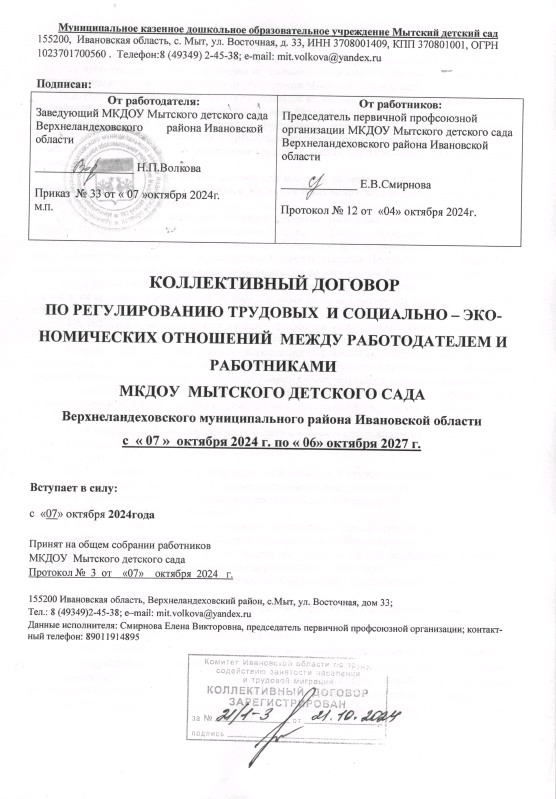 Муниципальное казенное дошкольное образовательное учреждение Мытский детский сад
155200, Ивановская область, с. Мыт, ул. Восточная, д. 33, ИНН 3708001409, КПП 370801001, ОГРН
1023701700560 . Телефон:8 (49349) 2-45-38; e-mail: mit.volkova@yandex.ru
Подписан:
От работодателя:
Заведующий МКДОУ Мытского детского сада
Верхнеландеховского района Ивановской
области
Н.П.Волкова
Приказ № 33 от « 07 »октября 2024г.
м.п.
От работников:
Председатель первичной профсоюзной
организации МКДОУ Мытского детского сада
Верхнеландеховского района Ивановской
области
Е.В.Смирнова
Протокол № 12 от «04» октября 2024г.
КОЛЛЕКТИВНЫЙ ДОГОВОР
ПО РЕГУЛИРОВАНИЮ ТРУДОВЫХ И СОЦИАЛЬНО – ЭКО-
НОМИЧЕСКИХ ОТНОШЕНИЙ МЕЖДУ РАБОТОДАТЕЛЕМ И
РАБОТНИКАМИ
МКДОУ МЫТСКОГО ДЕТСКОГО САДА
Верхнеландеховского муниципального района Ивановской области
с « 07 » октября 2024 г. по « 06» октября 2027 г.
Вступает в силу:
с «07» октября 2024года
Принят на общем собрании работников
МКДОУ Мытского детского сада
Протокол № 3 от «07» октября 2024 г.
155200 Ивановская область, Верхнеландеховский район, с.Мыт, ул. Восточная, дом 33;
Тел.: 8 (49349)2-45-38; e–mail: mit.volkova@yandex.ru
Данные исполнителя: Смирнова Елена Викторовна, председатель первичной профсоюзной организации; контакт-
ный телефон: 89011914895
Комитет Ивановской области по труду,
содействию занятости населения
и трудовой миграции
КОЛЛЕКТИВНЫЙ ДОГОВОР
ЗАРЕГИСТРИРОВАН
за № 21/1-3 от 21.10.2024
подпись